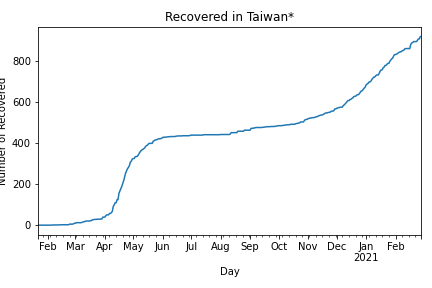 Recovered in Taiwan*
Number of Recovered
800
600
400
200
0
Feb Mar Apr May Jun Jul Aug Sep Oct Nov Dec Jan Feb
2021
Day